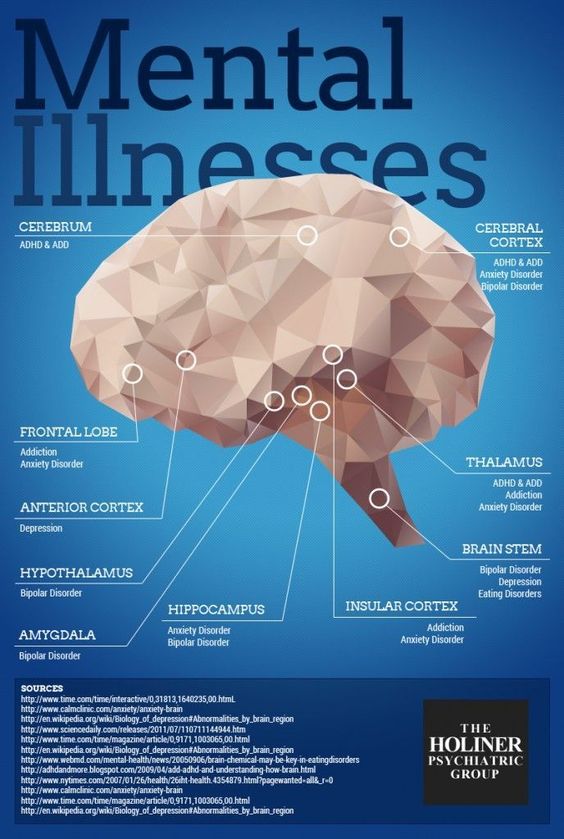 Mental
Illnesses
CEREBRUM
ADHD & ADD
CEREBRAL
CORTEX
ADHD & ADD
Anxiety Disorder
Bipolar Disorder
FRONTAL LOBE
Addiction
Anxiety Disorder
ANTERIOR CORTEX
Depression
HYPOTHALAMUS
Bipolar Disorder
AMYGDALA
Bipolar Disorder
HIPPOCAMPUS
Anxiety Disorder
Bipolar Disorder
INSULAR CORTEX
Addiction
Anxiety Disorder
THALAMUS
ADHD & ADD
Addiction
Anxiety Disorder
BRAIN STEM
Bipolar Disorder
Depression
Eating Disorders
SOURCES
http://www.time.com/time/interactive/0,31813,1640235,00.htmL
http://www.calmclinic.com/anxiety/anxiety-brain
http://en.wikipedia.org/wiki/Biology_of_depression#Abnormalities_by_brain_region
http://www.sciencedaily.com/releases/2011/07/110711144944.htm
http://www.time.com/time/magazine/article/0,9171,1003065,00.html
http://en.wikipedia.org/wiki/Biology_of_depression#Abnormalities_by_brain_region
http://www.webmd.com/mental-health/news/20050906/brain-chemical-may-be-key-in-eatingdisorders
http://adhdandmore.blogspot.com/2009/04/add-adhd-and-understanding-how-brain.html
http://www.nytimes.com/2007/01/26/health/26iht-health.4354879.html?pagewanted=all&_r=0
http://www.calmclinic.com/anxiety/anxiety-brain
http://www.time.com/time/magazine/article/0,9171,1003065,00.html
http://en.wikipedia.org/wiki/Biology_of_depression#Abnormalities_by_brain_region
THE
HOLINER
PSYCHIATRIC
GROUP